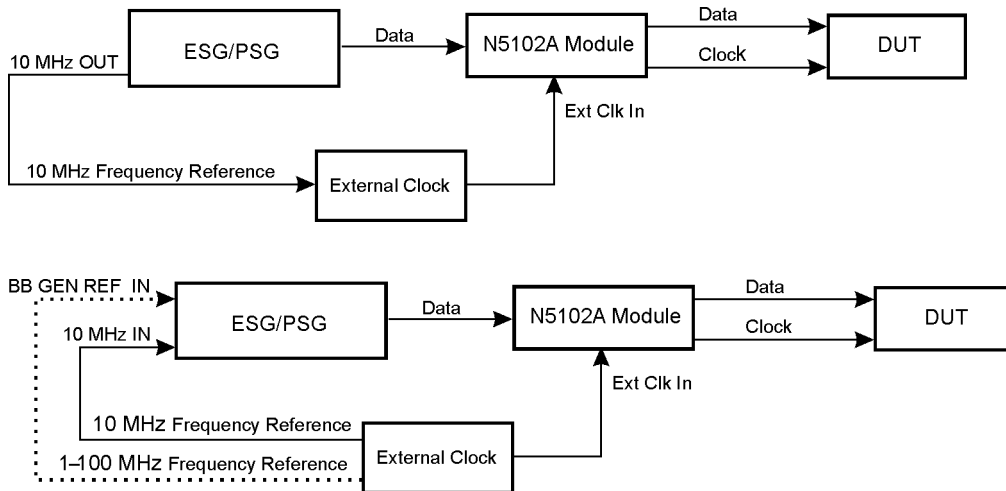 ESG/PSG
Data
N5102A Module
Data
Clock
DUT
10 MHz OUT
Ext Clk In
10 MHz Frequency Reference
External Clock
BB GEN REF IN
10 MHz IN
ESG/PSG
Data
N5102A Module
Data
Clock
DUT
Ext Clk In
10 MHz Frequency Reference
1–100 MHz Frequency Reference
External Clock